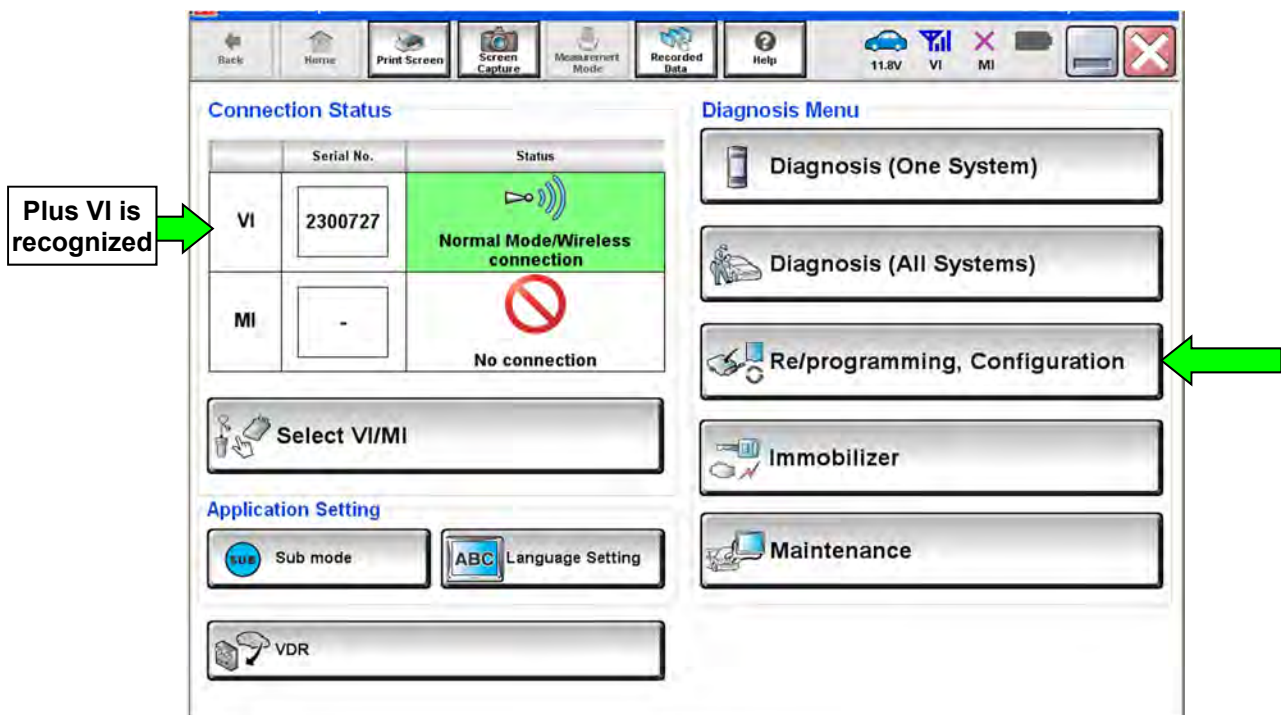 Back
Home
Print Screen
Screen
Capture
Measurement
Mode
Recorded
Data
Help
11.8V
VI
MI
Connection Status
Serial No.
Status
VI
2300727
Normal Mode/Wireless
connection
MI
-
No connection
Plus VI is
recognized
Select VI/MI
Application Setting
SUB
Sub mode
ABC
Language Setting
VDR
Diagnosis Menu
Diagnosis (One System)
Diagnosis (All Systems)
Re/programming, Configuration
Immobilizer
Maintenance